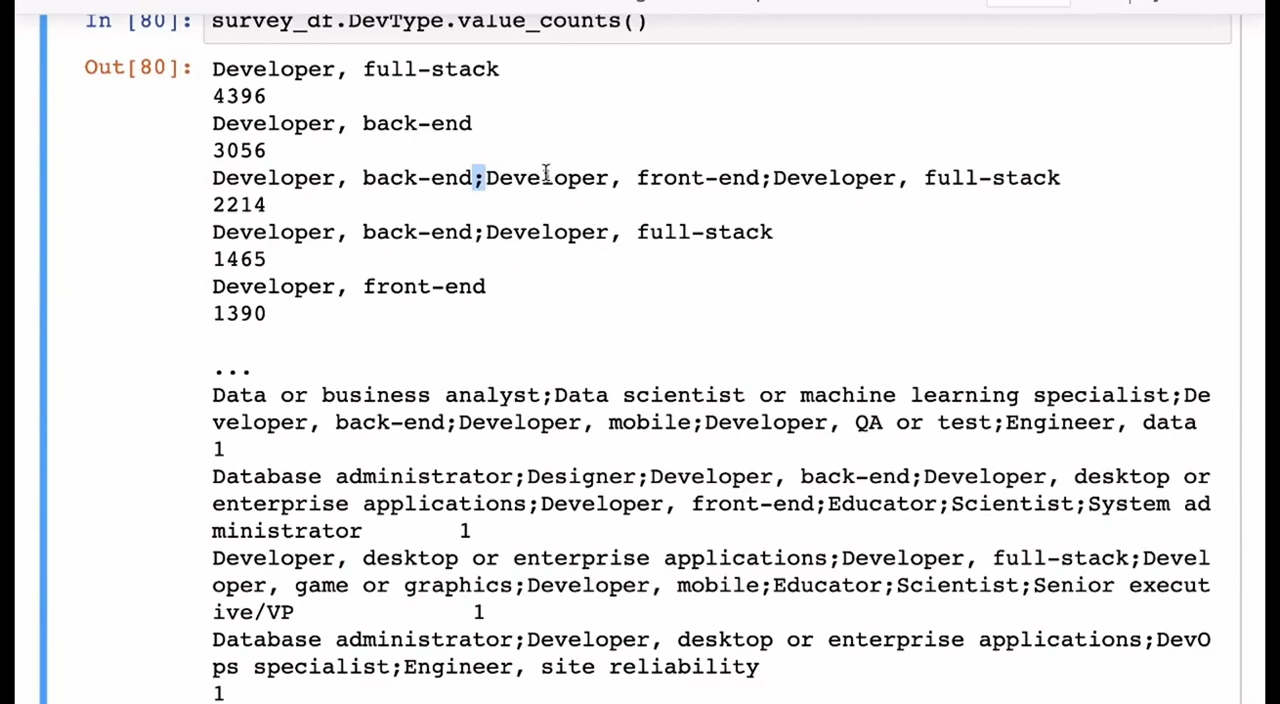 In [80]: survey_df.DevType.value_counts()
Out[80]: Developer, full-stack
4396
Developer, back-end
3056
Developer, back-end;Developer, front-end;Developer, full-stack
2214
Developer, back-end;Developer, full-stack
1465
Developer, front-end
1390
...
Data or business analyst;Data scientist or machine learning specialist;De
veloper, back-end;Developer, mobile;Developer, QA or test;Engineer, data
1
Database administrator;Designer;Developer, back-end;Developer, desktop or
enterprise applications;Developer, front-end;Educator;Scientist;System ad
ministrator 1
Developer, desktop or enterprise applications;Developer, full-stack;Devel
oper, game or graphics;Developer, mobile;Educator;Scientist;Senior execut
ive/VP 1
Database administrator;Developer, desktop or enterprise applications;DevO
ps specialist;Engineer, site reliability
1